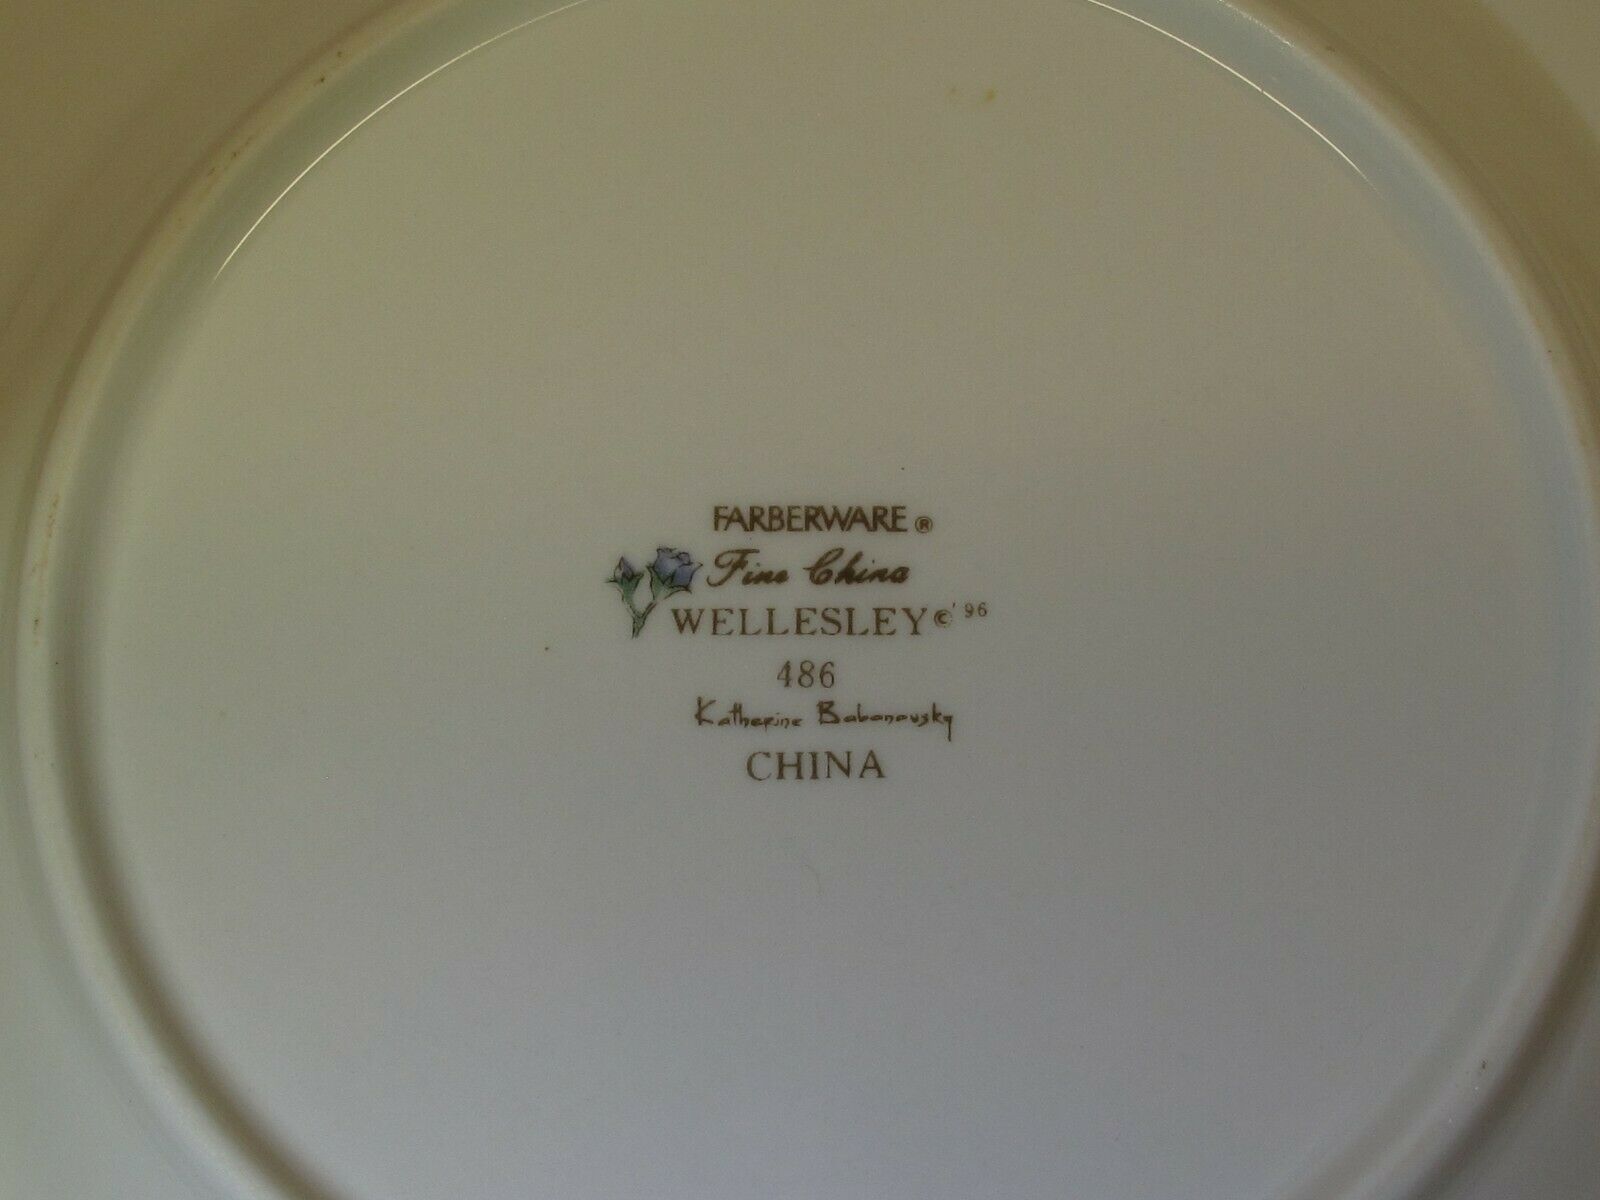 FARBERWARE ®
Fine China
WELLESLEY © '96
486
Katherine Babanovsky
CHINA